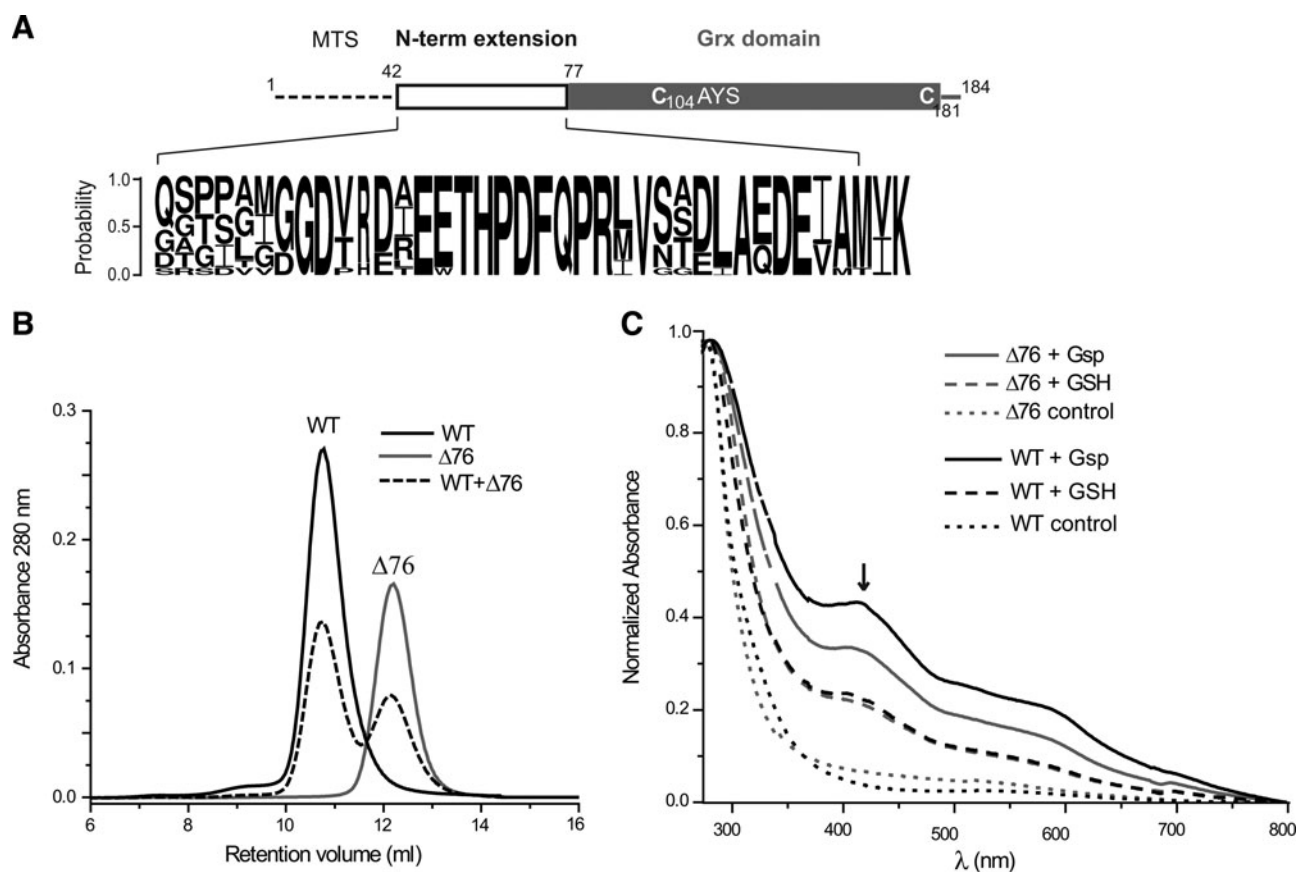 A
MTS N-term extension Grx domain
1 42 77 184
C104AYS C 181
Probability
1.0
0.5
0.0
B
Absorbance 280 nm
0.3
0.2
0.1
0.0
WT
Δ76
WT
Δ76
WT+Δ76
6 8 10 12 14 16
Retention volume (ml)
C
Normalized Absorbance
1.0
0.8
0.6
0.4
0.2
0.0
Δ76 + Gsp
Δ76 + GSH
Δ76 control
WT + Gsp
WT + GSH
WT control
300 400 500 600 700 800
λ (nm)